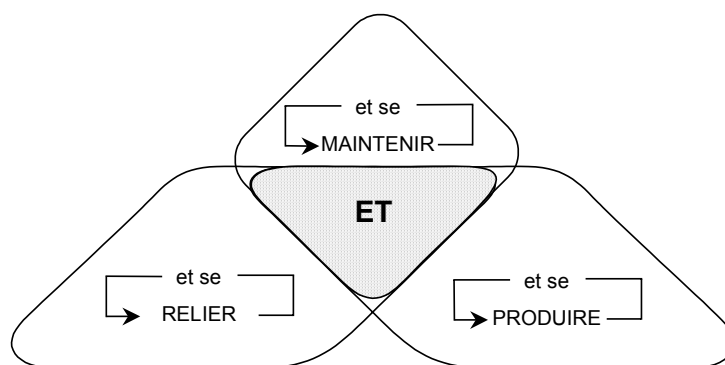 et se
MAINTENIR
ET
et se
RELIER
et se
PRODUIRE